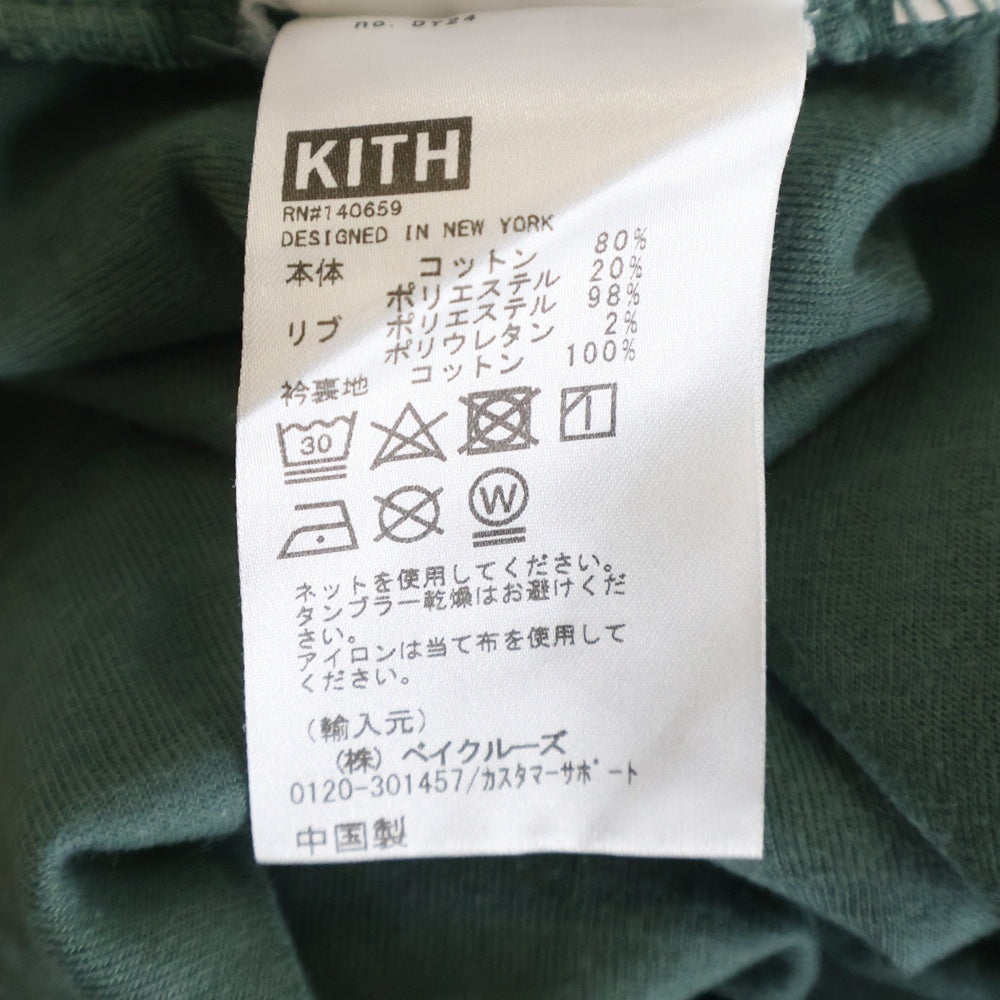 no. DY24
KITH
RN#140659
DESIGNED IN NEW YORK
本体 コットン 80%
ポリエステル 20%
リブ ポリエステル 98%
ポリウレタン 2%
衿裏地 コットン 100%
30
W
ネットを使用してください。
タンブラー乾燥はお避けくだ
さい。
アイロンは当て布を使用して
ください。
(輸入元)
(株) ベイクルーズ
0120-301457/カスタマーサポート
中国製